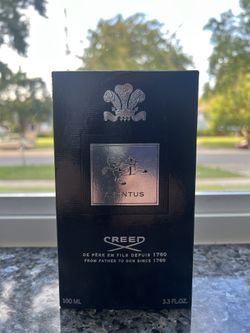 AVENTUS
CREED
DE PÈRE EN FILS DEPUIS 1760
FROM FATHER TO SON SINCE 1760
100 ML 3.3 FL.OZ.